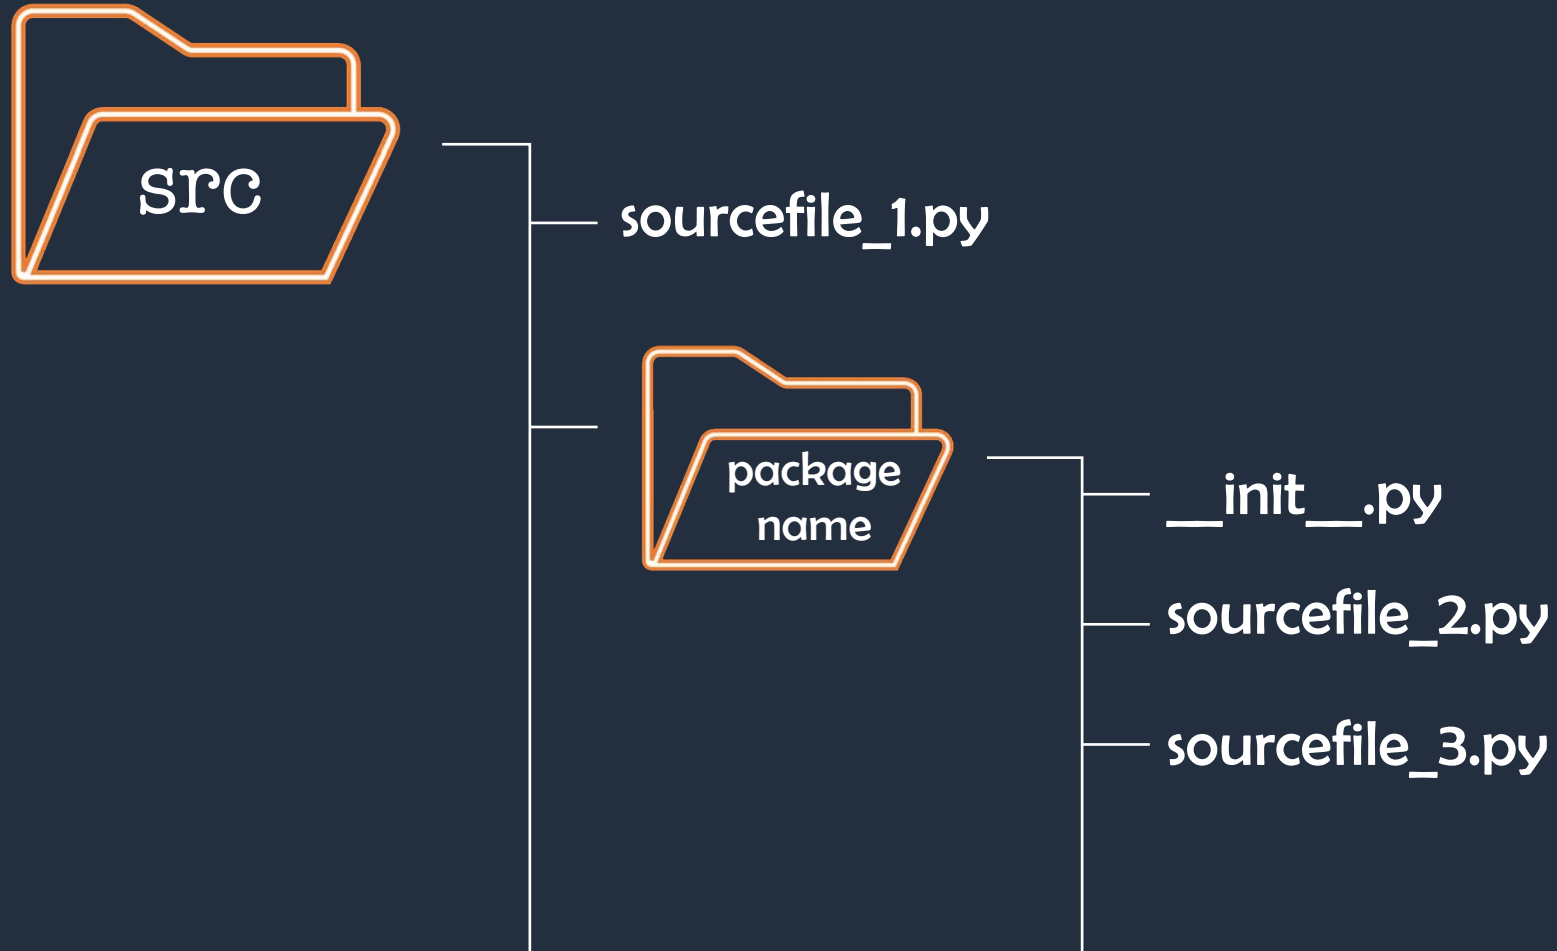 src
sourcefile_1.py
package
name
__init__.py
sourcefile_2.py
sourcefile_3.py